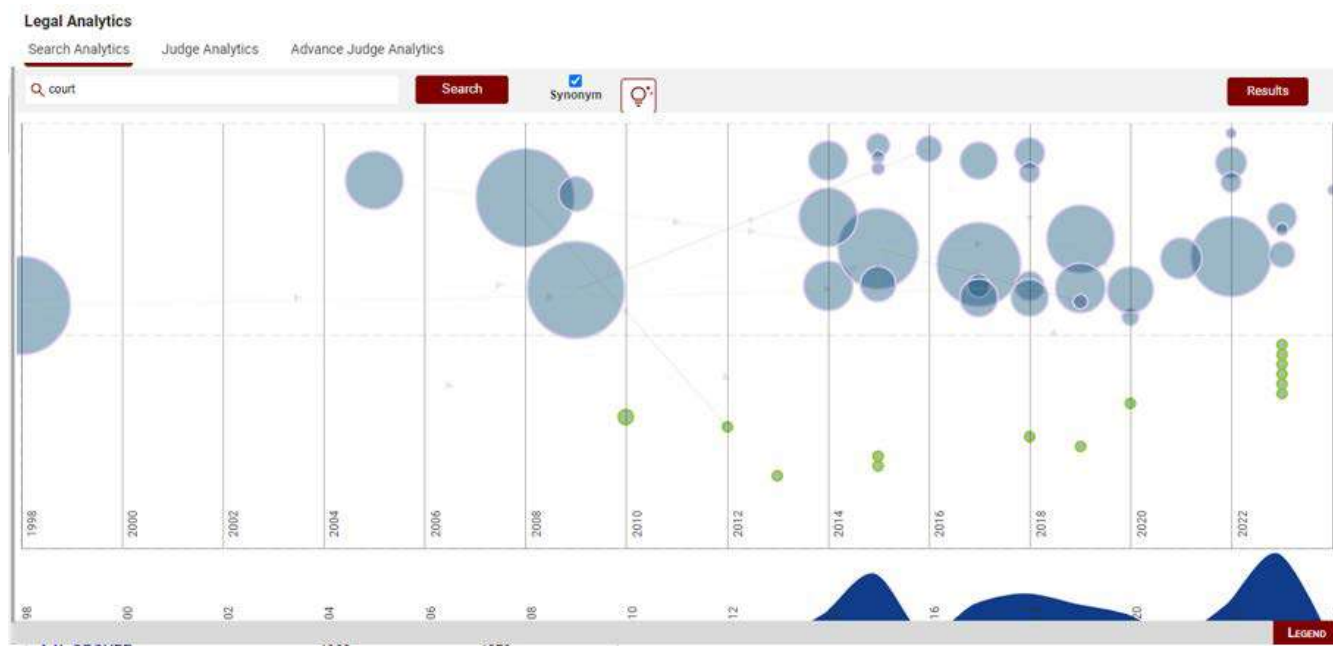 Legal Analytics
Search Analytics Judge Analytics Advance Judge Analytics
court Search Synonym Results
1998 2000 2002 2004 2006 2008 2010 2012 2014 2016 2018 2020 2022
98 00 02 04 06 08 10 12 16 20
LEGEND